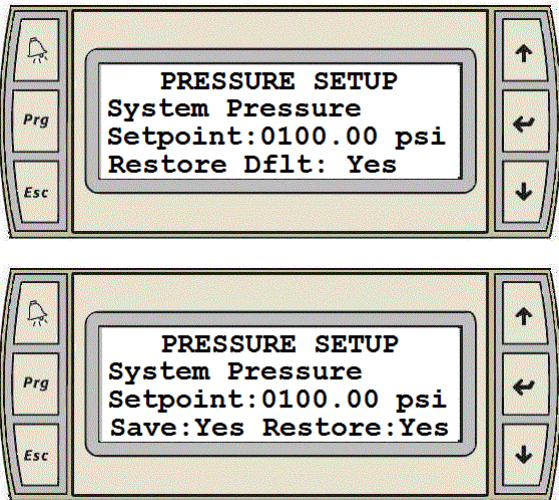 PRESSURE SETUP
System Pressure
Setpoint:0100.00 psi
Restore Dflt: Yes
Prg
Esc
PRESSURE SETUP
System Pressure
Setpoint:0100.00 psi
Save:Yes Restore:Yes
Prg
Esc